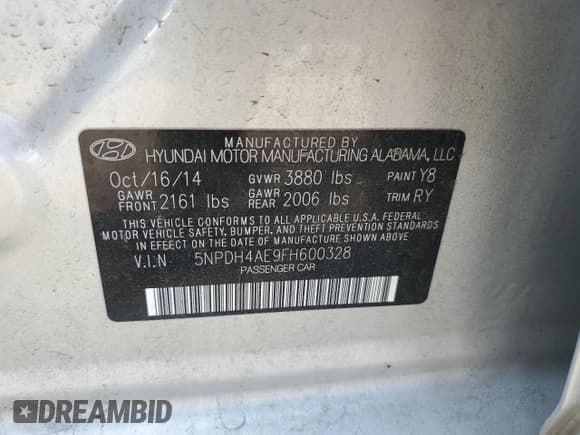 MANUFACTURED BY
HYUNDAI MOTOR MANUFACTURING ALABAMA, LLC
Oct/16/14 GVWR 3880 lbs PAINT Y8
GAWR FRONT 2161 lbs GAWR REAR 2006 lbs TRIM RY
THIS VEHICLE CONFORMS TO ALL APPLICABLE U.S.A. FEDERAL
MOTOR VEHICLE SAFETY, BUMPER, AND THEFT PREVENTION
STANDARDS IN EFFECT ON THE DATE OF MANUFACTURE SHOWN ABOVE.
V.I.N 5NPDH4AE9FH600328
PASSENGER CAR
DREAMBID